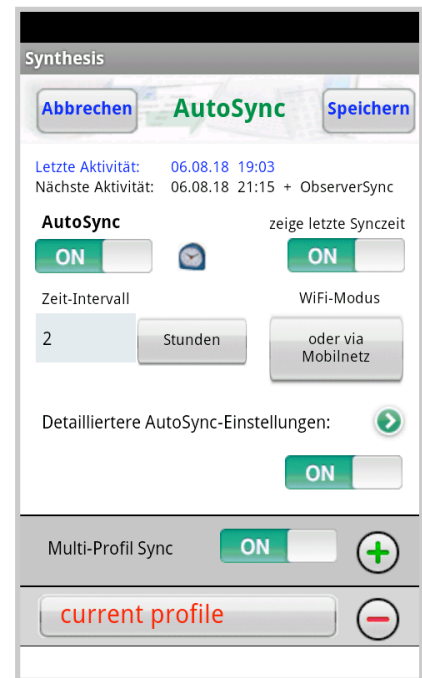 Synthesis
Abbrechen AutoSync Speichern
Letzte Aktivität: 06.08.18 19:03
Nächste Aktivität: 06.08.18 21:15 + ObserverSync
AutoSync zeige letzte Synczeit
ON ON
Zeit-Intervall WiFi-Modus
2 Stunden oder via
Mobilnetz
Detailliertere AutoSync-Einstellungen:
ON
Multi-Profil Sync ON
current profile